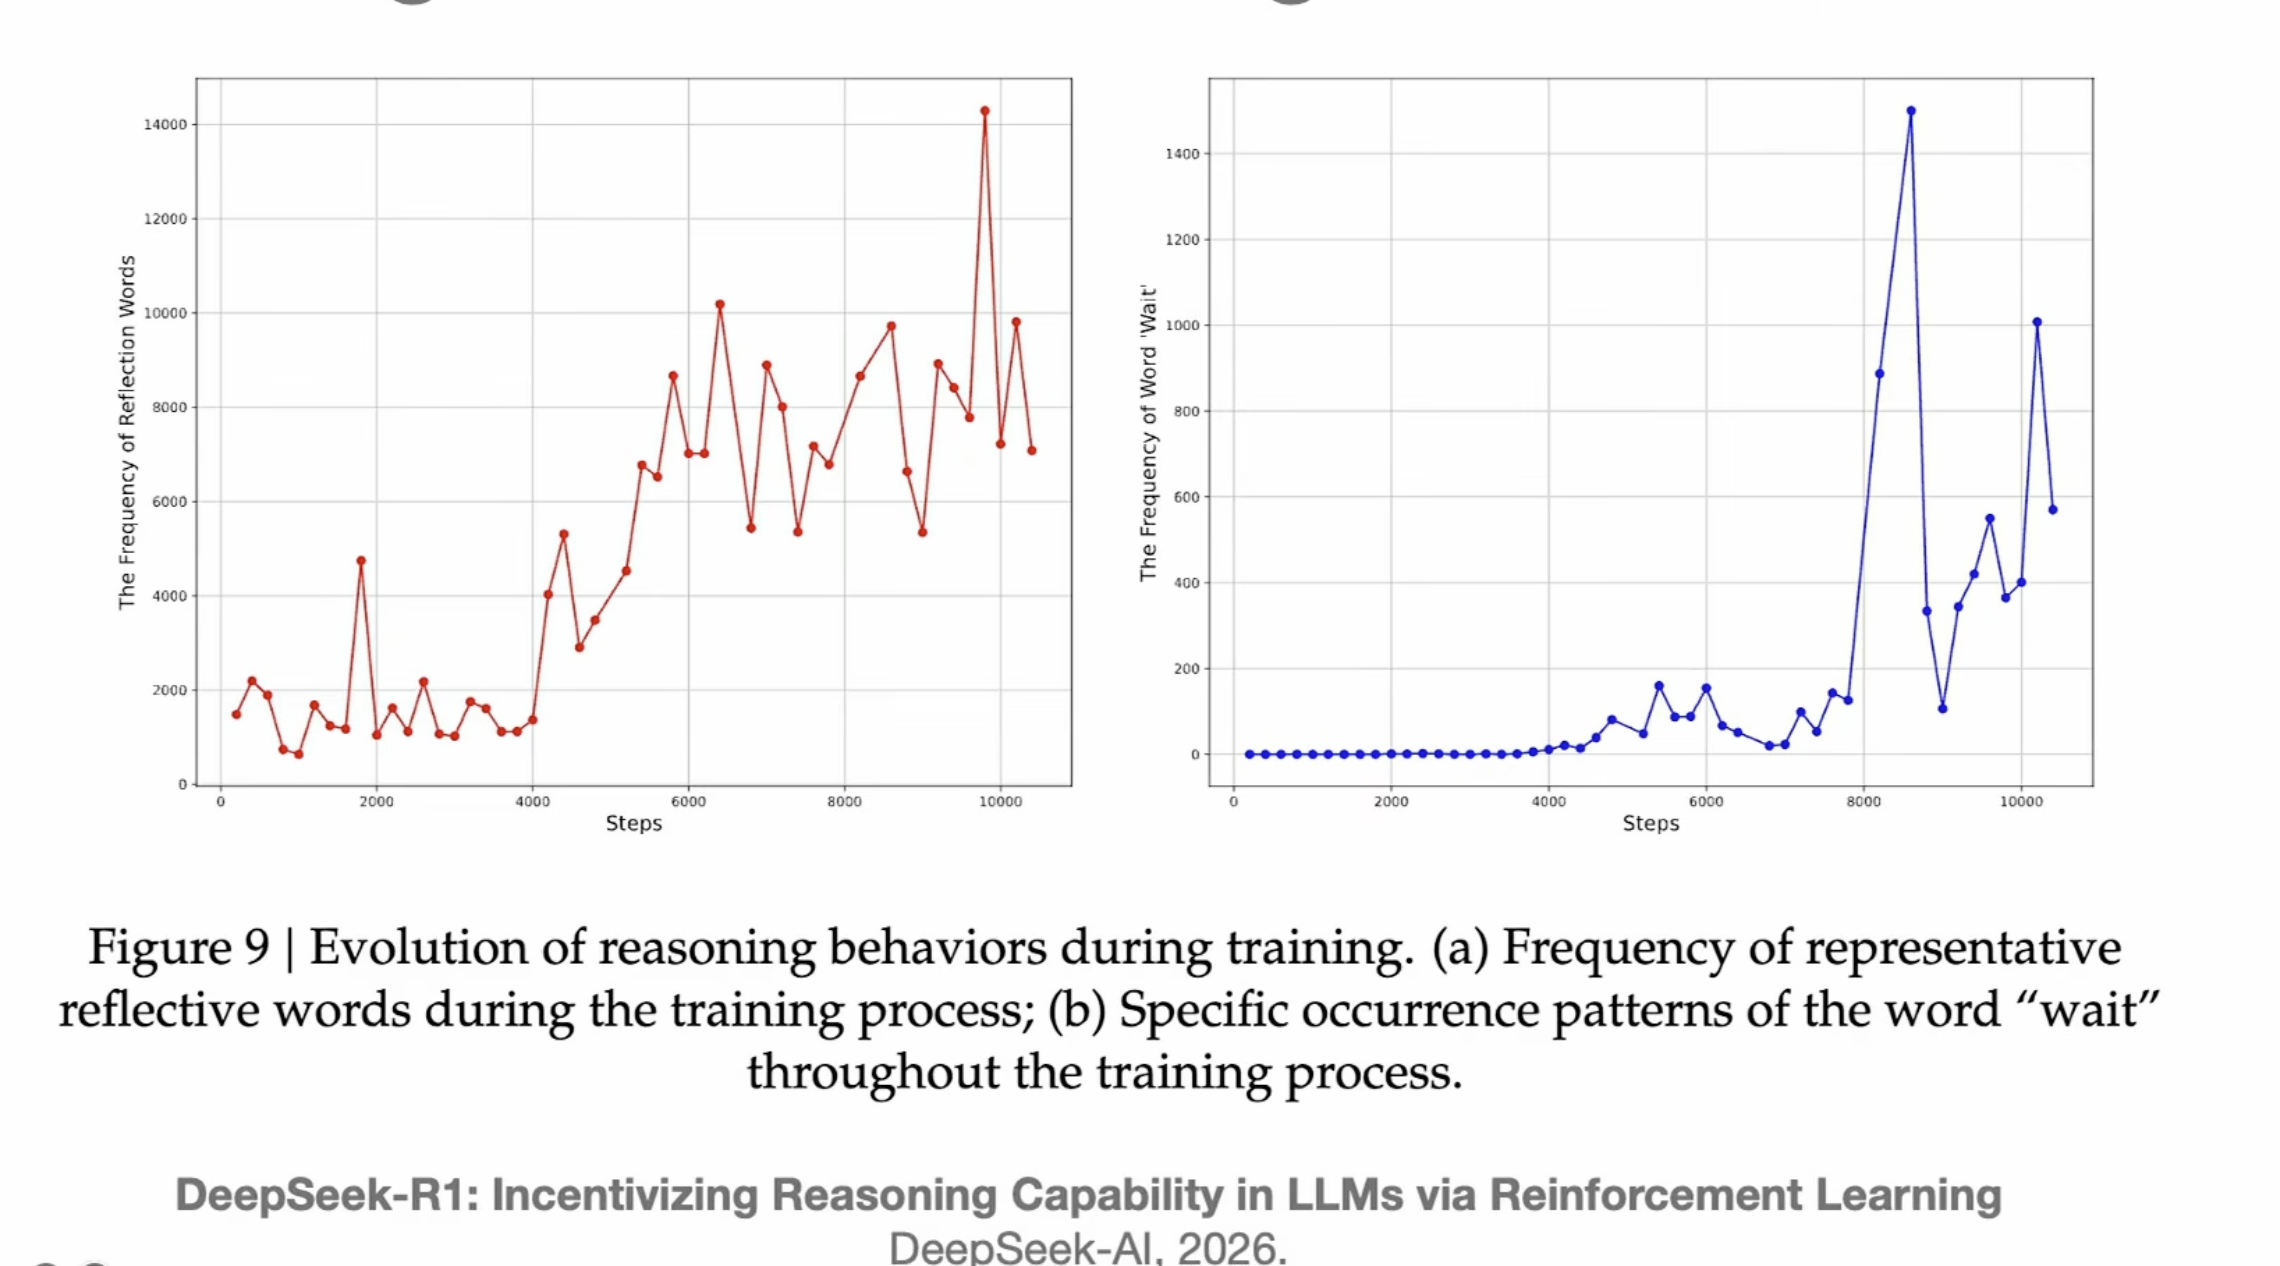 The Frequency of Reflection Words
14000
12000
10000
8000
6000
4000
2000
0
0 2000 4000 6000 8000 10000
Steps
The Frequency of Word 'Wait'
1400
1200
1000
800
600
400
200
0
0 2000 4000 6000 8000 10000
Steps
Figure 9 | Evolution of reasoning behaviors during training. (a) Frequency of representative
reflective words during the training process; (b) Specific occurrence patterns of the word “wait”
throughout the training process.
DeepSeek-R1: Incentivizing Reasoning Capability in LLMs via Reinforcement Learning
DeepSeek-AI, 2026.